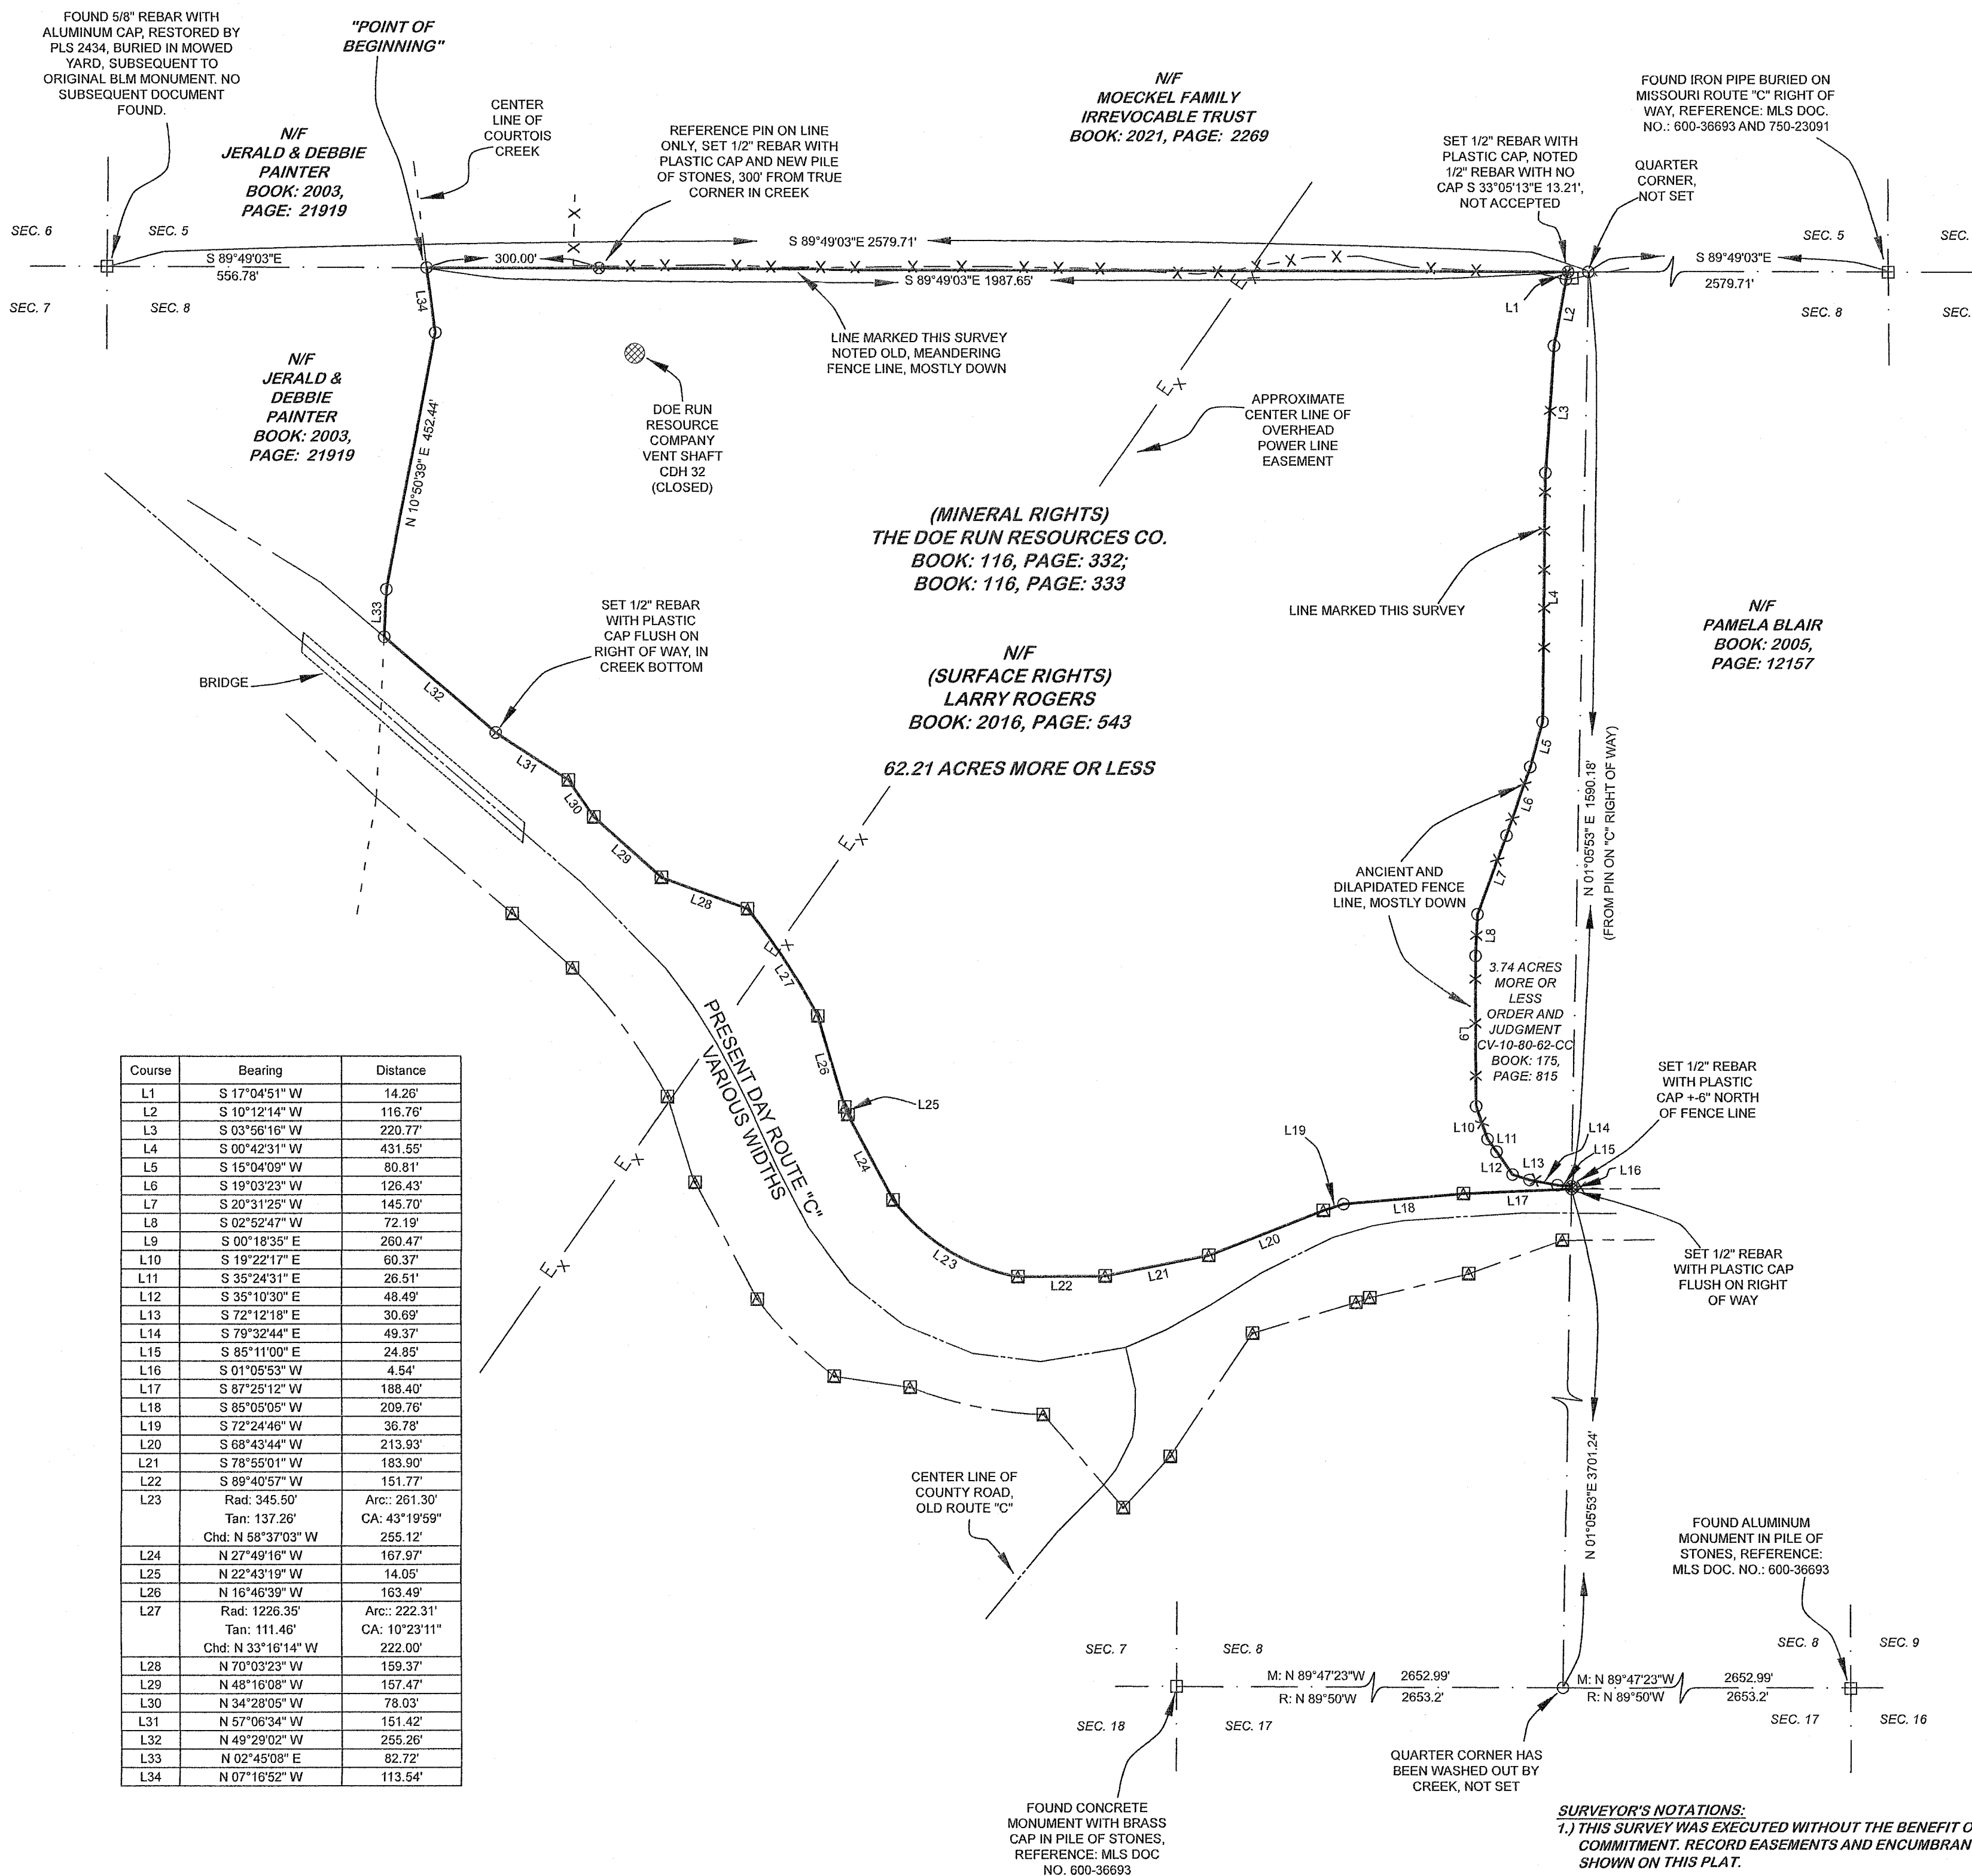 FOUND 5/8" REBAR WITH
ALUMINUM CAP, RESTORED BY
PLS 2434, BURIED IN MOWED
YARD, SUBSEQUENT TO
ORIGINAL BLM MONUMENT. NO
SUBSEQUENT DOCUMENT
FOUND.
"POINT OF
BEGINNING"
CENTER
LINE OF
COURTOIS
CREEK
N/F
JERALD & DEBBIE
PAINTER
BOOK: 2003,
PAGE: 21919
REFERENCE PIN ON LINE
ONLY, SET 1/2" REBAR WITH
PLASTIC CAP AND NEW PILE
OF STONES, 300' FROM TRUE
CORNER IN CREEK
N/F
MOECKEL FAMILY
IRREVOCABLE TRUST
BOOK: 2021, PAGE: 2269
SET 1/2" REBAR WITH
PLASTIC CAP, NOTED
1/2" REBAR WITH NO
CAP S 33°05'13"E 13.21',
NOT ACCEPTED
QUARTER
CORNER,
NOT SET
FOUND IRON PIPE BURIED ON
MISSOURI ROUTE "C" RIGHT OF
WAY, REFERENCE: MLS DOC.
NO.: 600-36693 AND 750-23091
SEC. 6
SEC. 5
SEC. 7
SEC. 8
S 89°49'03"E
556.78'
300.00'
S 89°49'03"E 2579.71'
S 89°49'03"E 1987.65'
SEC. 5
SEC.
S 89°49'03"E
2579.71'
SEC. 8
SEC.
L34
L1
L2
X X X X X X X X X X X X X X X X X X
LINE MARKED THIS SURVEY
NOTED OLD, MEANDERING
FENCE LINE, MOSTLY DOWN
N/F
JERALD &
DEBBIE
PAINTER
BOOK: 2003,
PAGE: 21919
N 10°50'39" E 452.44'
DOE RUN
RESOURCE
COMPANY
VENT SHAFT
CDH 32
(CLOSED)
E X
E X
APPROXIMATE
CENTER LINE OF
OVERHEAD
POWER LINE
EASEMENT
L3
(MINERAL RIGHTS)
THE DOE RUN RESOURCES CO.
BOOK: 116, PAGE: 332;
BOOK: 116, PAGE: 333
LINE MARKED THIS SURVEY
L4
L33
SET 1/2" REBAR
WITH PLASTIC
CAP FLUSH ON
RIGHT OF WAY, IN
CREEK BOTTOM
BRIDGE
L32
N/F
(SURFACE RIGHTS)
LARRY ROGERS
BOOK: 2016, PAGE: 543
62.21 ACRES MORE OR LESS
N/F
PAMELA BLAIR
BOOK: 2005,
PAGE: 12157
L31
L30
L29
L28
L27
L26
L25
L24
E X
E X
E X
E X
L5
L6
L7
L8
L9
N 01°05'53" E 1590.18'
(FROM PIN ON "C" RIGHT OF WAY)
ANCIENT AND
DILAPIDATED FENCE
LINE, MOSTLY DOWN
3.74 ACRES
MORE OR
LESS
ORDER AND
JUDGMENT
CV-10-80-62-CC
BOOK: 175,
PAGE: 815
PRESENT DAY ROUTE "C"
VARIOUS WIDTHS
SET 1/2" REBAR
WITH PLASTIC
CAP +-6" NORTH
OF FENCE LINE
L10
L11
L12
L13
L14
L15
L16
L17
L18
L19
L20
L21
L22
L23
SET 1/2" REBAR
WITH PLASTIC CAP
FLUSH ON RIGHT
OF WAY
Course Bearing Distance
L1 S 17°04'51" W 14.26'
L2 S 10°12'14" W 116.76'
L3 S 03°56'16" W 220.77'
L4 S 00°42'31" W 431.55'
L5 S 15°04'09" W 80.81'
L6 S 19°03'23" W 126.43'
L7 S 20°31'25" W 145.70'
L8 S 02°52'47" W 72.19'
L9 S 00°18'35" E 260.47'
L10 S 19°22'17" E 60.37'
L11 S 35°24'31" E 26.51'
L12 S 35°10'30" E 48.49'
L13 S 72°12'18" E 30.69'
L14 S 79°32'44" E 49.37'
L15 S 85°11'00" E 24.85'
L16 S 01°05'53" W 4.54'
L17 S 87°25'12" W 188.40'
L18 S 85°05'05" W 209.76'
L19 S 72°24'46" W 36.78'
L20 S 68°43'44" W 213.93'
L21 S 78°55'01" W 183.90'
L22 S 89°40'57" W 151.77'
L23 Rad: 345.50' Arc:: 261.30'
Tan: 137.26' CA: 43°19'59"
Chd: N 58°37'03" W 255.12'
L24 N 27°49'16" W 167.97'
L25 N 22°43'19" W 14.05'
L26 N 16°46'39" W 163.49'
L27 Rad: 1226.35' Arc:: 222.31'
Tan: 111.46' CA: 10°23'11"
Chd: N 33°16'14" W 222.00'
L28 N 70°03'23" W 159.37'
L29 N 48°16'08" W 157.47'
L30 N 34°28'05" W 78.03'
L31 N 57°06'34" W 151.42'
L32 N 49°29'02" W 255.26'
L33 N 02°45'08" E 82.72'
L34 N 07°16'52" W 113.54'
CENTER LINE OF
COUNTY ROAD,
OLD ROUTE "C"
N 01°05'53"E 3701.24'
FOUND ALUMINUM
MONUMENT IN PILE OF
STONES, REFERENCE:
MLS DOC. NO.: 600-36693
SEC. 7
SEC. 8
SEC. 18
SEC. 17
M: N 89°47'23"W 2652.99'
R: N 89°50'W 2653.2'
M: N 89°47'23"W 2652.99'
R: N 89°50'W 2653.2'
SEC. 8
SEC. 9
SEC. 17
SEC. 16
QUARTER CORNER HAS
BEEN WASHED OUT BY
CREEK, NOT SET
FOUND CONCRETE
MONUMENT WITH BRASS
CAP IN PILE OF STONES,
REFERENCE: MLS DOC
NO. 600-36693
SURVEYOR'S NOTATIONS:
1.) THIS SURVEY WAS EXECUTED WITHOUT THE BENEFIT O
COMMITMENT. RECORD EASEMENTS AND ENCUMBRAN
SHOWN ON THIS PLAT.